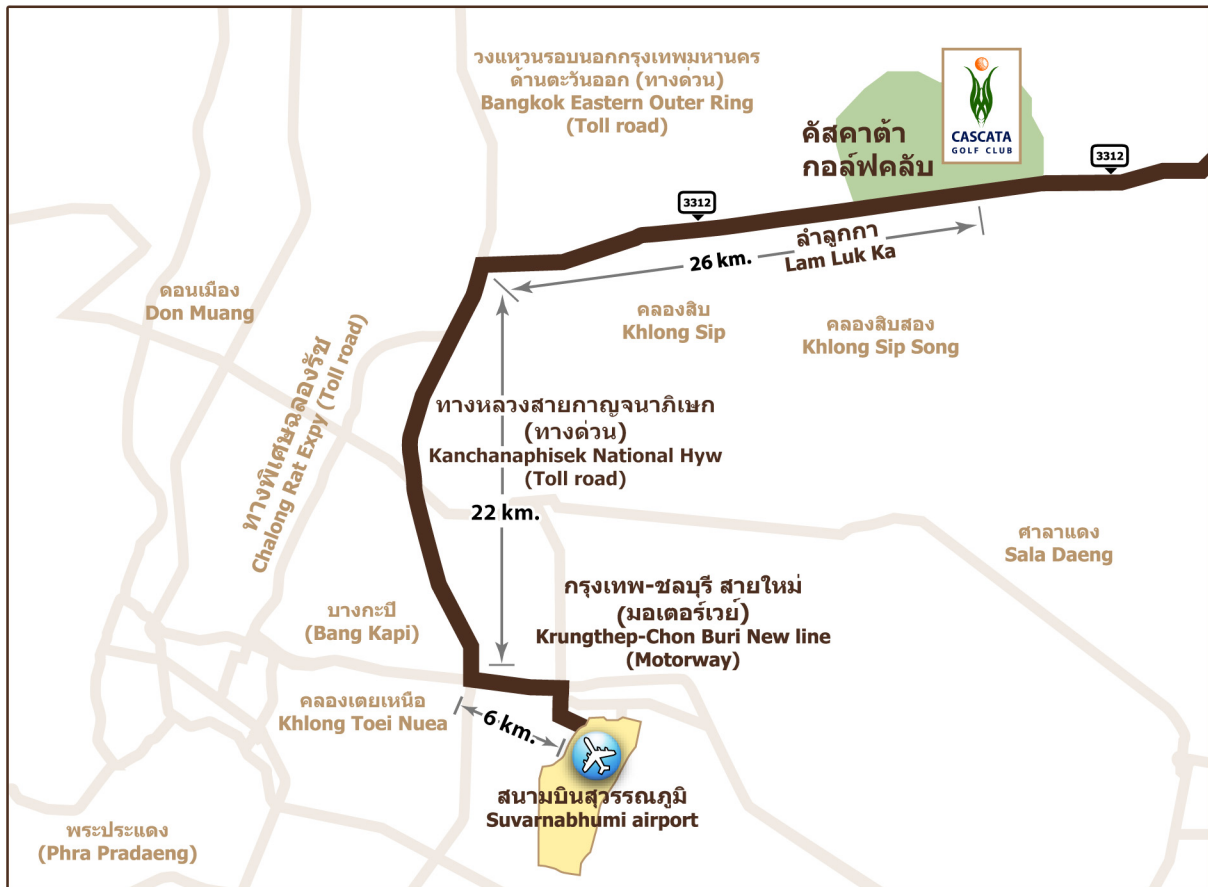 วงแหวนรอบนอกกรุงเทพมหานคร
ด้านตะวันออก (ทางด่วน)
Bangkok Eastern Outer Ring
(Toll road)
คัสคาต้า
กอล์ฟคลับ
CASCATA
GOLF CLUB
3312
3312
ลำลูกกา
Lam Luk Ka
26 km.
ดอนเมือง
Don Muang
คลองสิบ
Khlong Sip
คลองสิบสอง
Khlong Sip Song
ทางพิเศษฉลองรัช
Chalong Rat Expy (Toll road)
ทางหลวงสายกาญจนาภิเษก
(ทางด่วน)
Kanchanaphisek National Hyw
(Toll road)
22 km.
ศาลาแดง
Sala Daeng
กรุงเทพ-ชลบุรี สายใหม่
(มอเตอร์เวย์)
Krungthep-Chon Buri New line
(Motorway)
บางกะปิ
(Bang Kapi)
คลองเตยเหนือ
Khlong Toei Nuea
6 km.
สนามบินสุวรรณภูมิ
Suvarnabhumi airport
พระประแดง
(Phra Pradaeng)